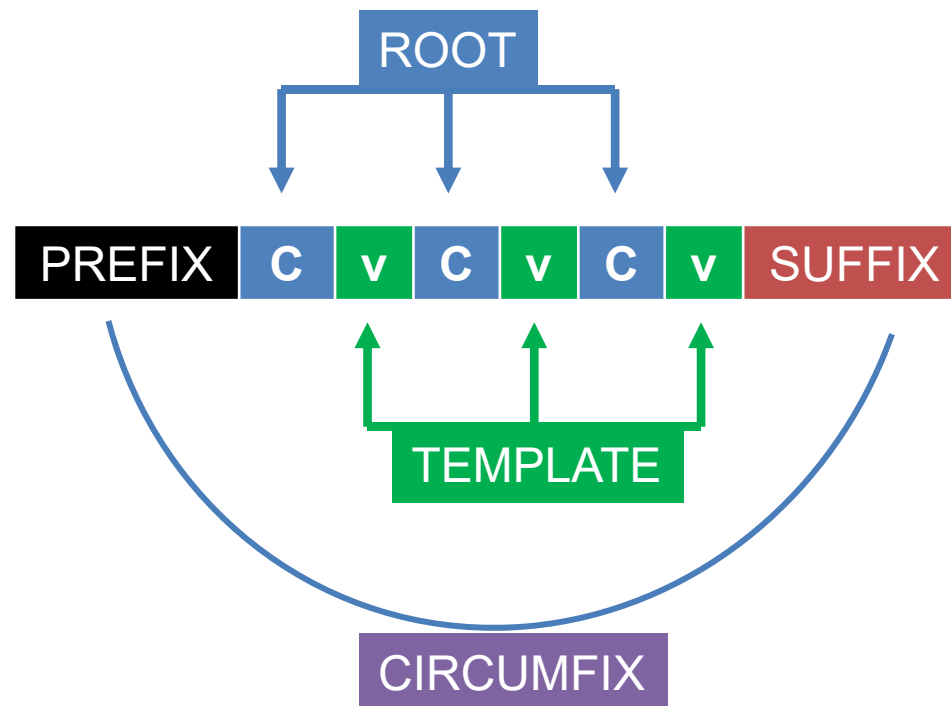 ROOT
PREFIX C v C v C v SUFFIX
TEMPLATE
CIRCUMFIX